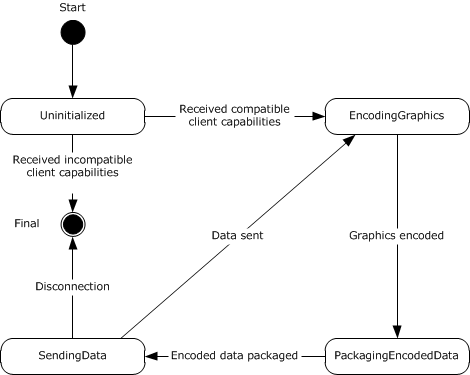 Start
Uninitialized
Received compatible
client capabilities
EncodingGraphics
Received incompatible
client capabilities
Final
Data sent
Graphics encoded
Disconnection
SendingData
Encoded data packaged
PackagingEncodedData